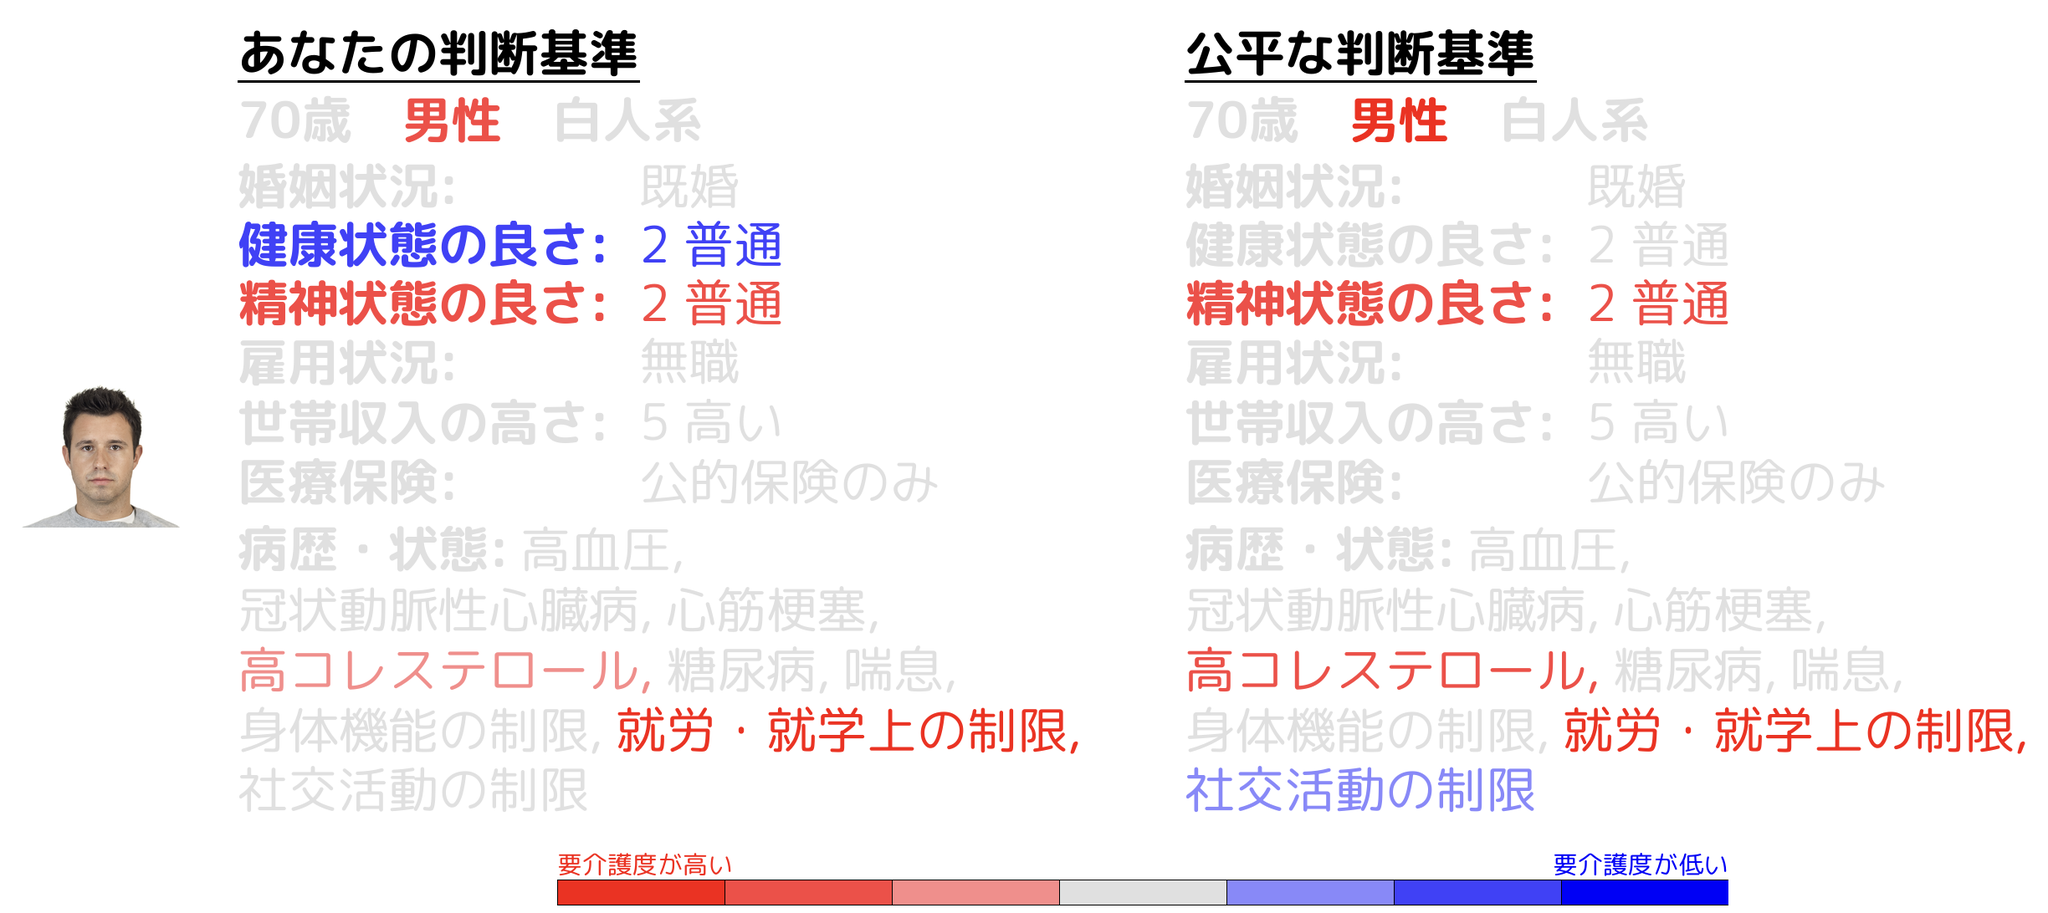 あなたの判断基準
70歳 男性 白人系
婚姻状況: 既婚
健康状態の良さ: 2 普通
精神状態の良さ: 2 普通
雇用状況: 無職
世帯収入の高さ: 5 高い
医療保険: 公的保険のみ
病歴・状態: 高血圧,
冠状動脈性心臓病, 心筋梗塞,
高コレステロール, 糖尿病, 喘息,
身体機能の制限, 就労・就学上の制限,
社交活動の制限
公平な判断基準
70歳 男性 白人系
婚姻状況: 既婚
健康状態の良さ: 2 普通
精神状態の良さ: 2 普通
雇用状況: 無職
世帯収入の高さ: 5 高い
医療保険: 公的保険のみ
病歴・状態: 高血圧,
冠状動脈性心臓病, 心筋梗塞,
高コレステロール, 糖尿病, 喘息,
身体機能の制限, 就労・就学上の制限,
社交活動の制限
要介護度が高い
要介護度が低い